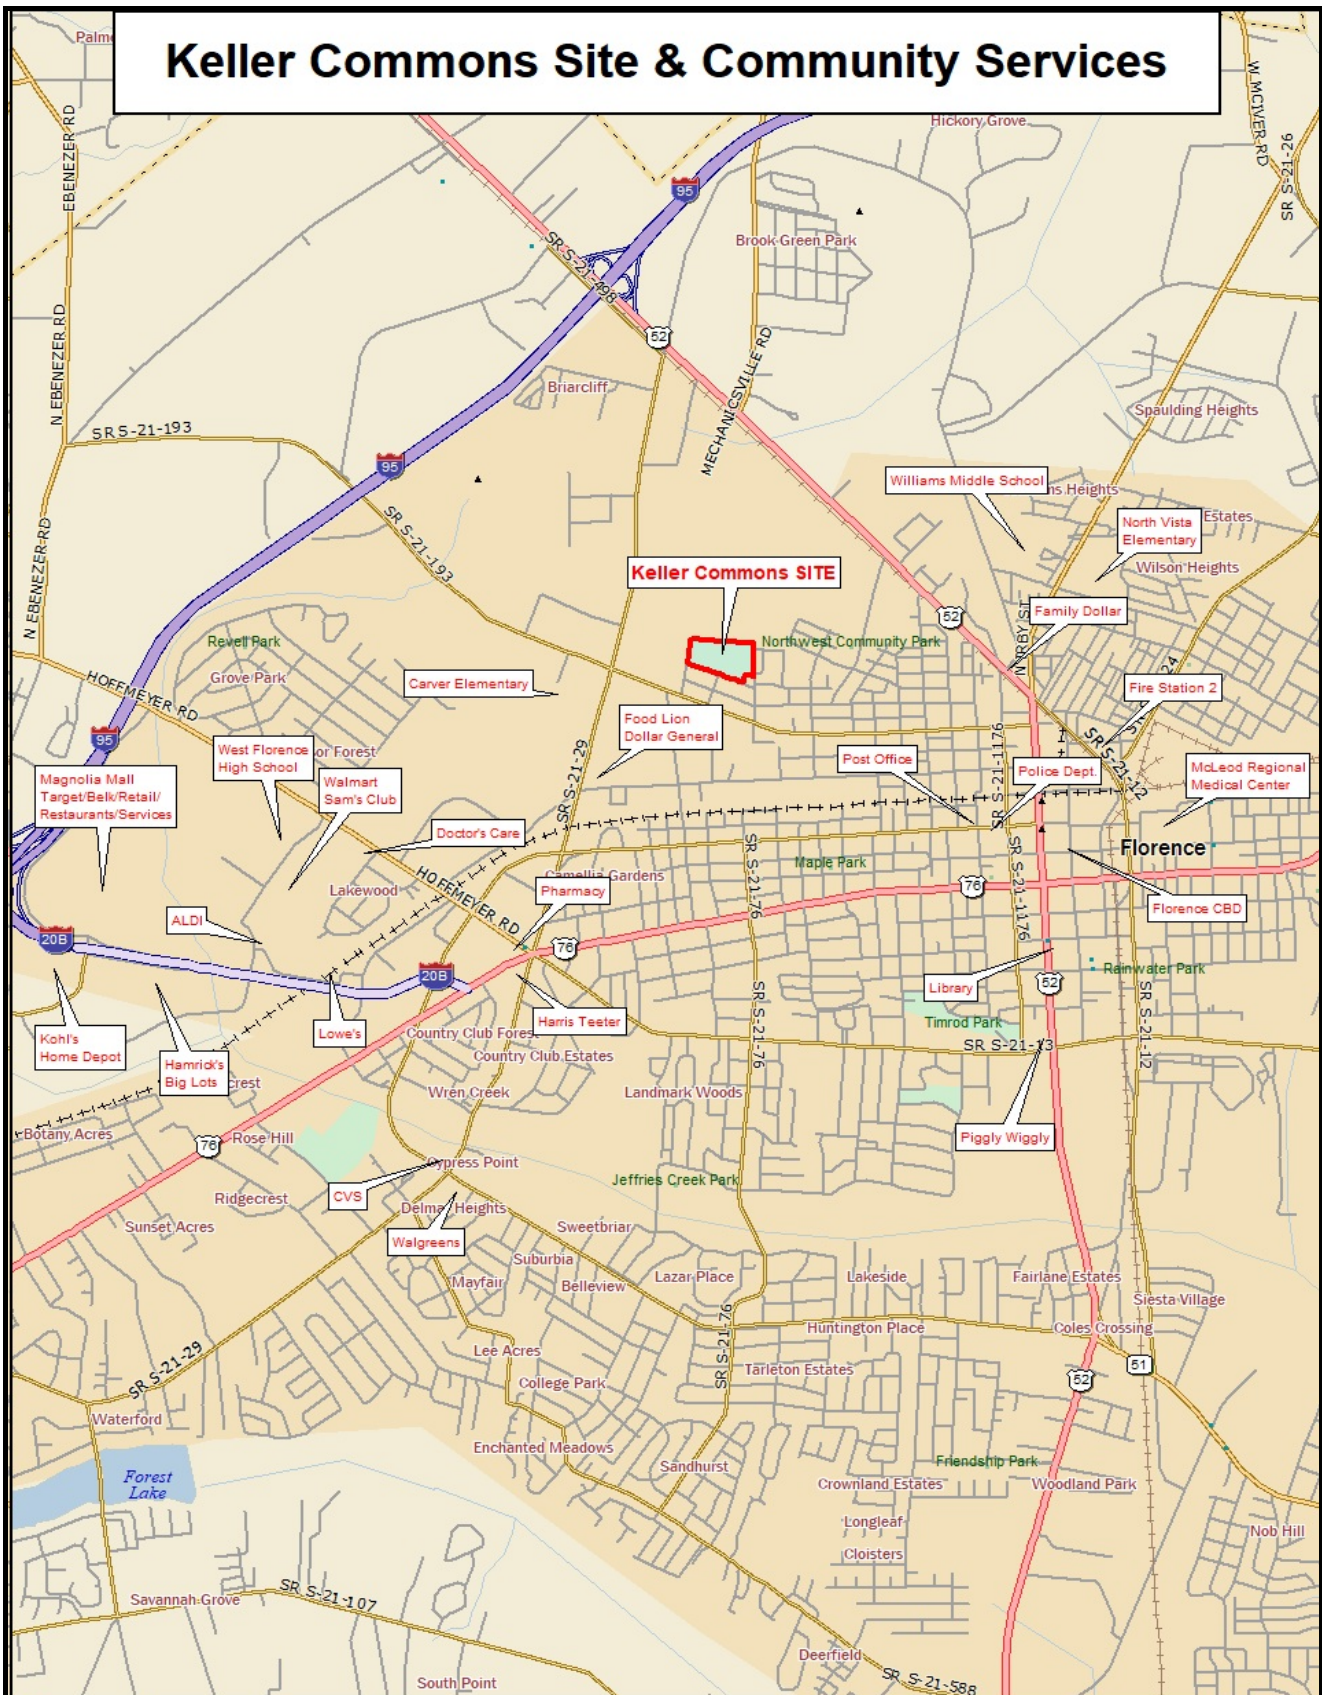 Keller Commons Site & Community Services
Hickory Grove
N EBENEZER RD
W MCIVER RD
SR S-21-26
95
Brook Green Park
SR S-21-498
52
MECHANICSVILLE RD
N EBENEZER RD
Briarcliff
Spaulding Heights
SR S-21-193
95
Williams Middle School
ns Heights
North Vista
Elementary
Estates
SR S-21-193
Wilson Heights
Keller Commons SITE
N EBENEZER RD
52
Family Dollar
Revell Park
Northwest Community Park
Grove Park
Carver Elementary
HOFFMEYER RD
Fire Station 2
Food Lion
Dollar General
95
West Florence
High School
or Forest
Post Office
SR S-21-1176
Police Dept.
SR S-21-12
McLeod Regional
Medical Center
Magnolia Mall
Target/Belk/Retail/
Restaurants/Services
Walmart
Sam's Club
SR S-21-29
Doctor's Care
Florence
Maple Park
SR S-21-76
SR S-21-1176
Camellia Gardens
HOFFMEYER RD
Lakewood
Pharmacy
76
Florence CBD
ALDI
20B
76
20B
Rainwater Park
Library
52
Kohl's
Home Depot
Lowe's
Harris Teeter
Timrod Park
Country Club Forest
SR S-21-13
SR S-21-76
SR S-21-12
Hamrick's
Big Lots
crest
Country Club Estates
Wren Creek
Landmark Woods
Botany Acres
76
Rose Hill
Piggly Wiggly
Cypress Point
Jeffries Creek Park
CVS
Ridgecrest
Delmar Heights
Sunset Acres
Walgreens
Sweetbriar
Suburbia
Mayfair
Belleview
Lazar Place
Lakeside
Fairlane Estates
Siesta Village
SR S-21-76
Huntington Place
Coles Crossing
Lee Acres
51
SR S-21-29
Tarleton Estates
College Park
52
Waterford
Enchanted Meadows
Sandhurst
Friendship Park
Forest
Lake
Crownland Estates
Woodland Park
Longleaf
Nob Hill
Cloisters
Savannah Grove
SR S-21-107
Deerfield
South Point
SR S-21-588